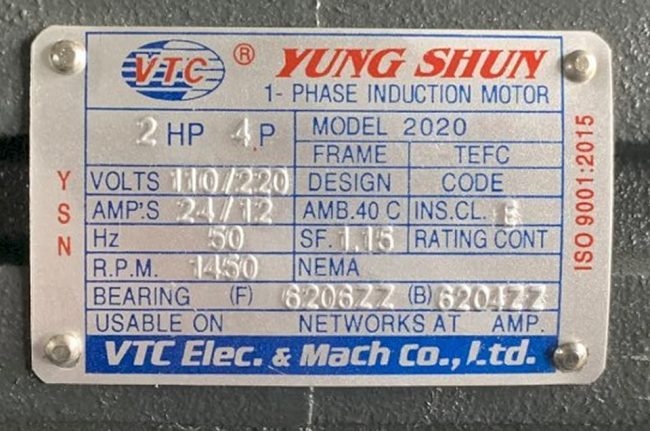 VTC ® YUNG SHUN
1- PHASE INDUCTION MOTOR
2 HP 4 P MODEL 2020
FRAME TEFC
VOLTS 110/220 DESIGN CODE
AMP'S 24/12 AMB.40 C INS.CL.
Hz 50 SF. 1.15 RATING CONT
R.P.M. 1450 NEMA
BEARING (F) 6206ZZ (B) 6204ZZ
USABLE ON NETWORKS AT AMP.
VTC Elec. & Mach Co., Ltd.
YSN
ISO 9001:2015